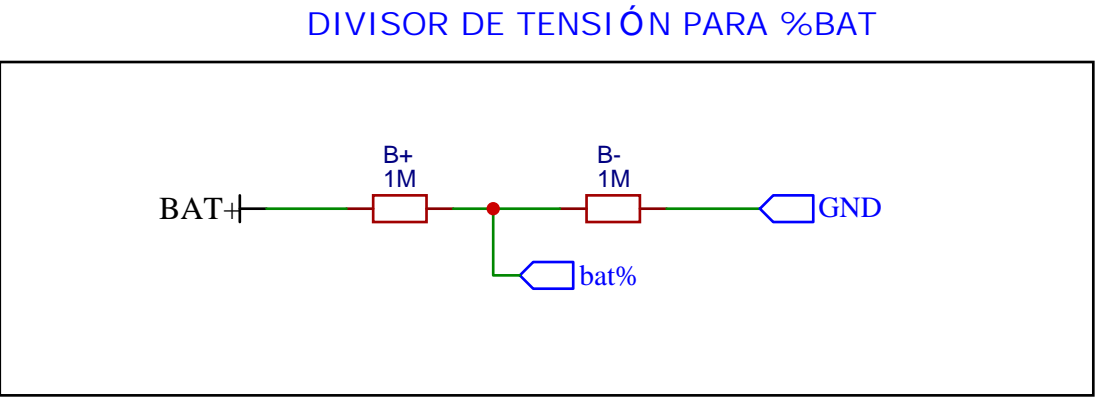 DIVISOR DE TENSIÓN PARA %BAT
B+
1M
B-
1M
BAT+
GND
bat%